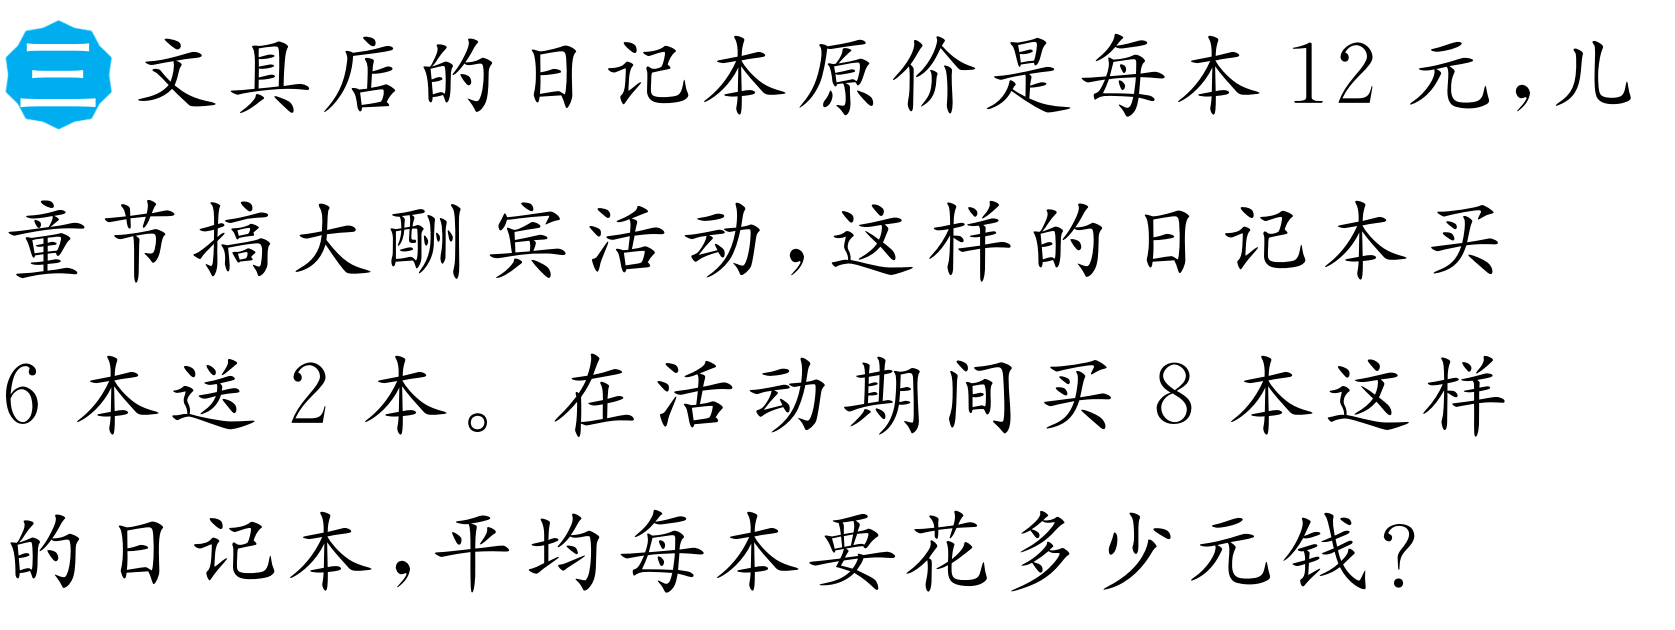 三 文具店的日记本原价是每本 12 元,儿
童节搞大酬宾活动,这样的日记本买
6 本送 2 本。在活动期间买 8 本这样
的日记本,平均每本要花多少元钱?